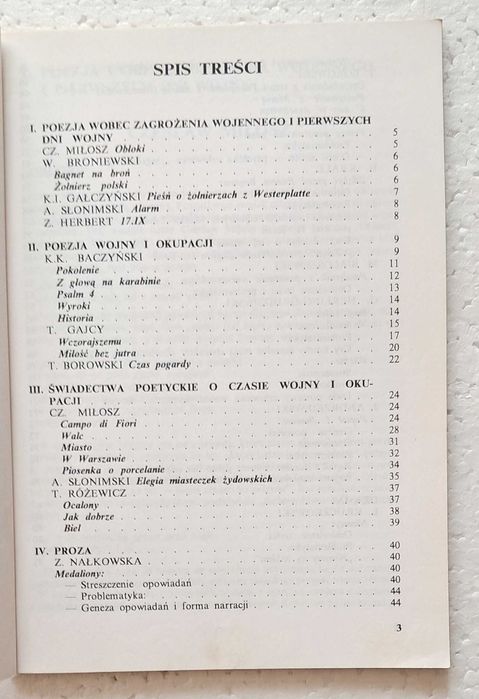 SPIS TREŚCI
I. POEZJA WOBEC ZAGROŻENIA WOJENNEGO I PIERWSZYCH
DNI WOJNY . . . . . . . . . . 5
CZ. MIŁOSZ Obłoki . . . . . . . . . . 5
W. BRONIEWSKI . . . . . . . . . . 6
Bagnet na broń . . . . . . . . . . 6
Żołnierz polski . . . . . . . . . . 6
K.I. GAŁCZYŃSKI Pieśń o żołnierzach z Westerplatte . . . 7
A. SŁONIMSKI Alarm . . . . . . . . . . 8
Z. HERBERT 17.IX . . . . . . . . . . 8
II. POEZJA WOJNY I OKUPACJI . . . . . . . . . . 9
K.K. BACZYŃSKI . . . . . . . . . . 9
Pokolenie . . . . . . . . . . 11
Z głową na karabinie . . . . . . . . . . 12
Psalm 4 . . . . . . . . . . 13
Wyroki . . . . . . . . . . 14
Historia . . . . . . . . . . 14
T. GAJCY . . . . . . . . . . 15
Wczorajszemu . . . . . . . . . . 17
Miłość bez jutra . . . . . . . . . . 20
T. BOROWSKI Czas pogardy . . . . . . . . . . 22
III. ŚWIADECTWA POETYCKIE O CZASIE WOJNY I OKU-
PACJI . . . . . . . . . . 24
CZ. MIŁOSZ . . . . . . . . . . 24
Campo di Fiori . . . . . . . . . . 24
Walc . . . . . . . . . . 28
Miasto . . . . . . . . . . 31
W Warszawie . . . . . . . . . . 32
Piosenka o porcelanie . . . . . . . . . . 34
A. SŁONIMSKI Elegia miasteczek żydowskich . . . . . 35
T. RÓŻEWICZ . . . . . . . . . . 37
Ocalony . . . . . . . . . . 37
Jak dobrze . . . . . . . . . . 38
Biel . . . . . . . . . . 39
IV. PROZA . . . . . . . . . . 40
Z. NAŁKOWSKA . . . . . . . . . . 40
Medaliony: . . . . . . . . . .
— Streszczenie opowiadań . . . . . . . . . . 40
— Problematyka: . . . . . . . . . . 44
— Geneza opowiadań i forma narracji . . . . . . . 44
3